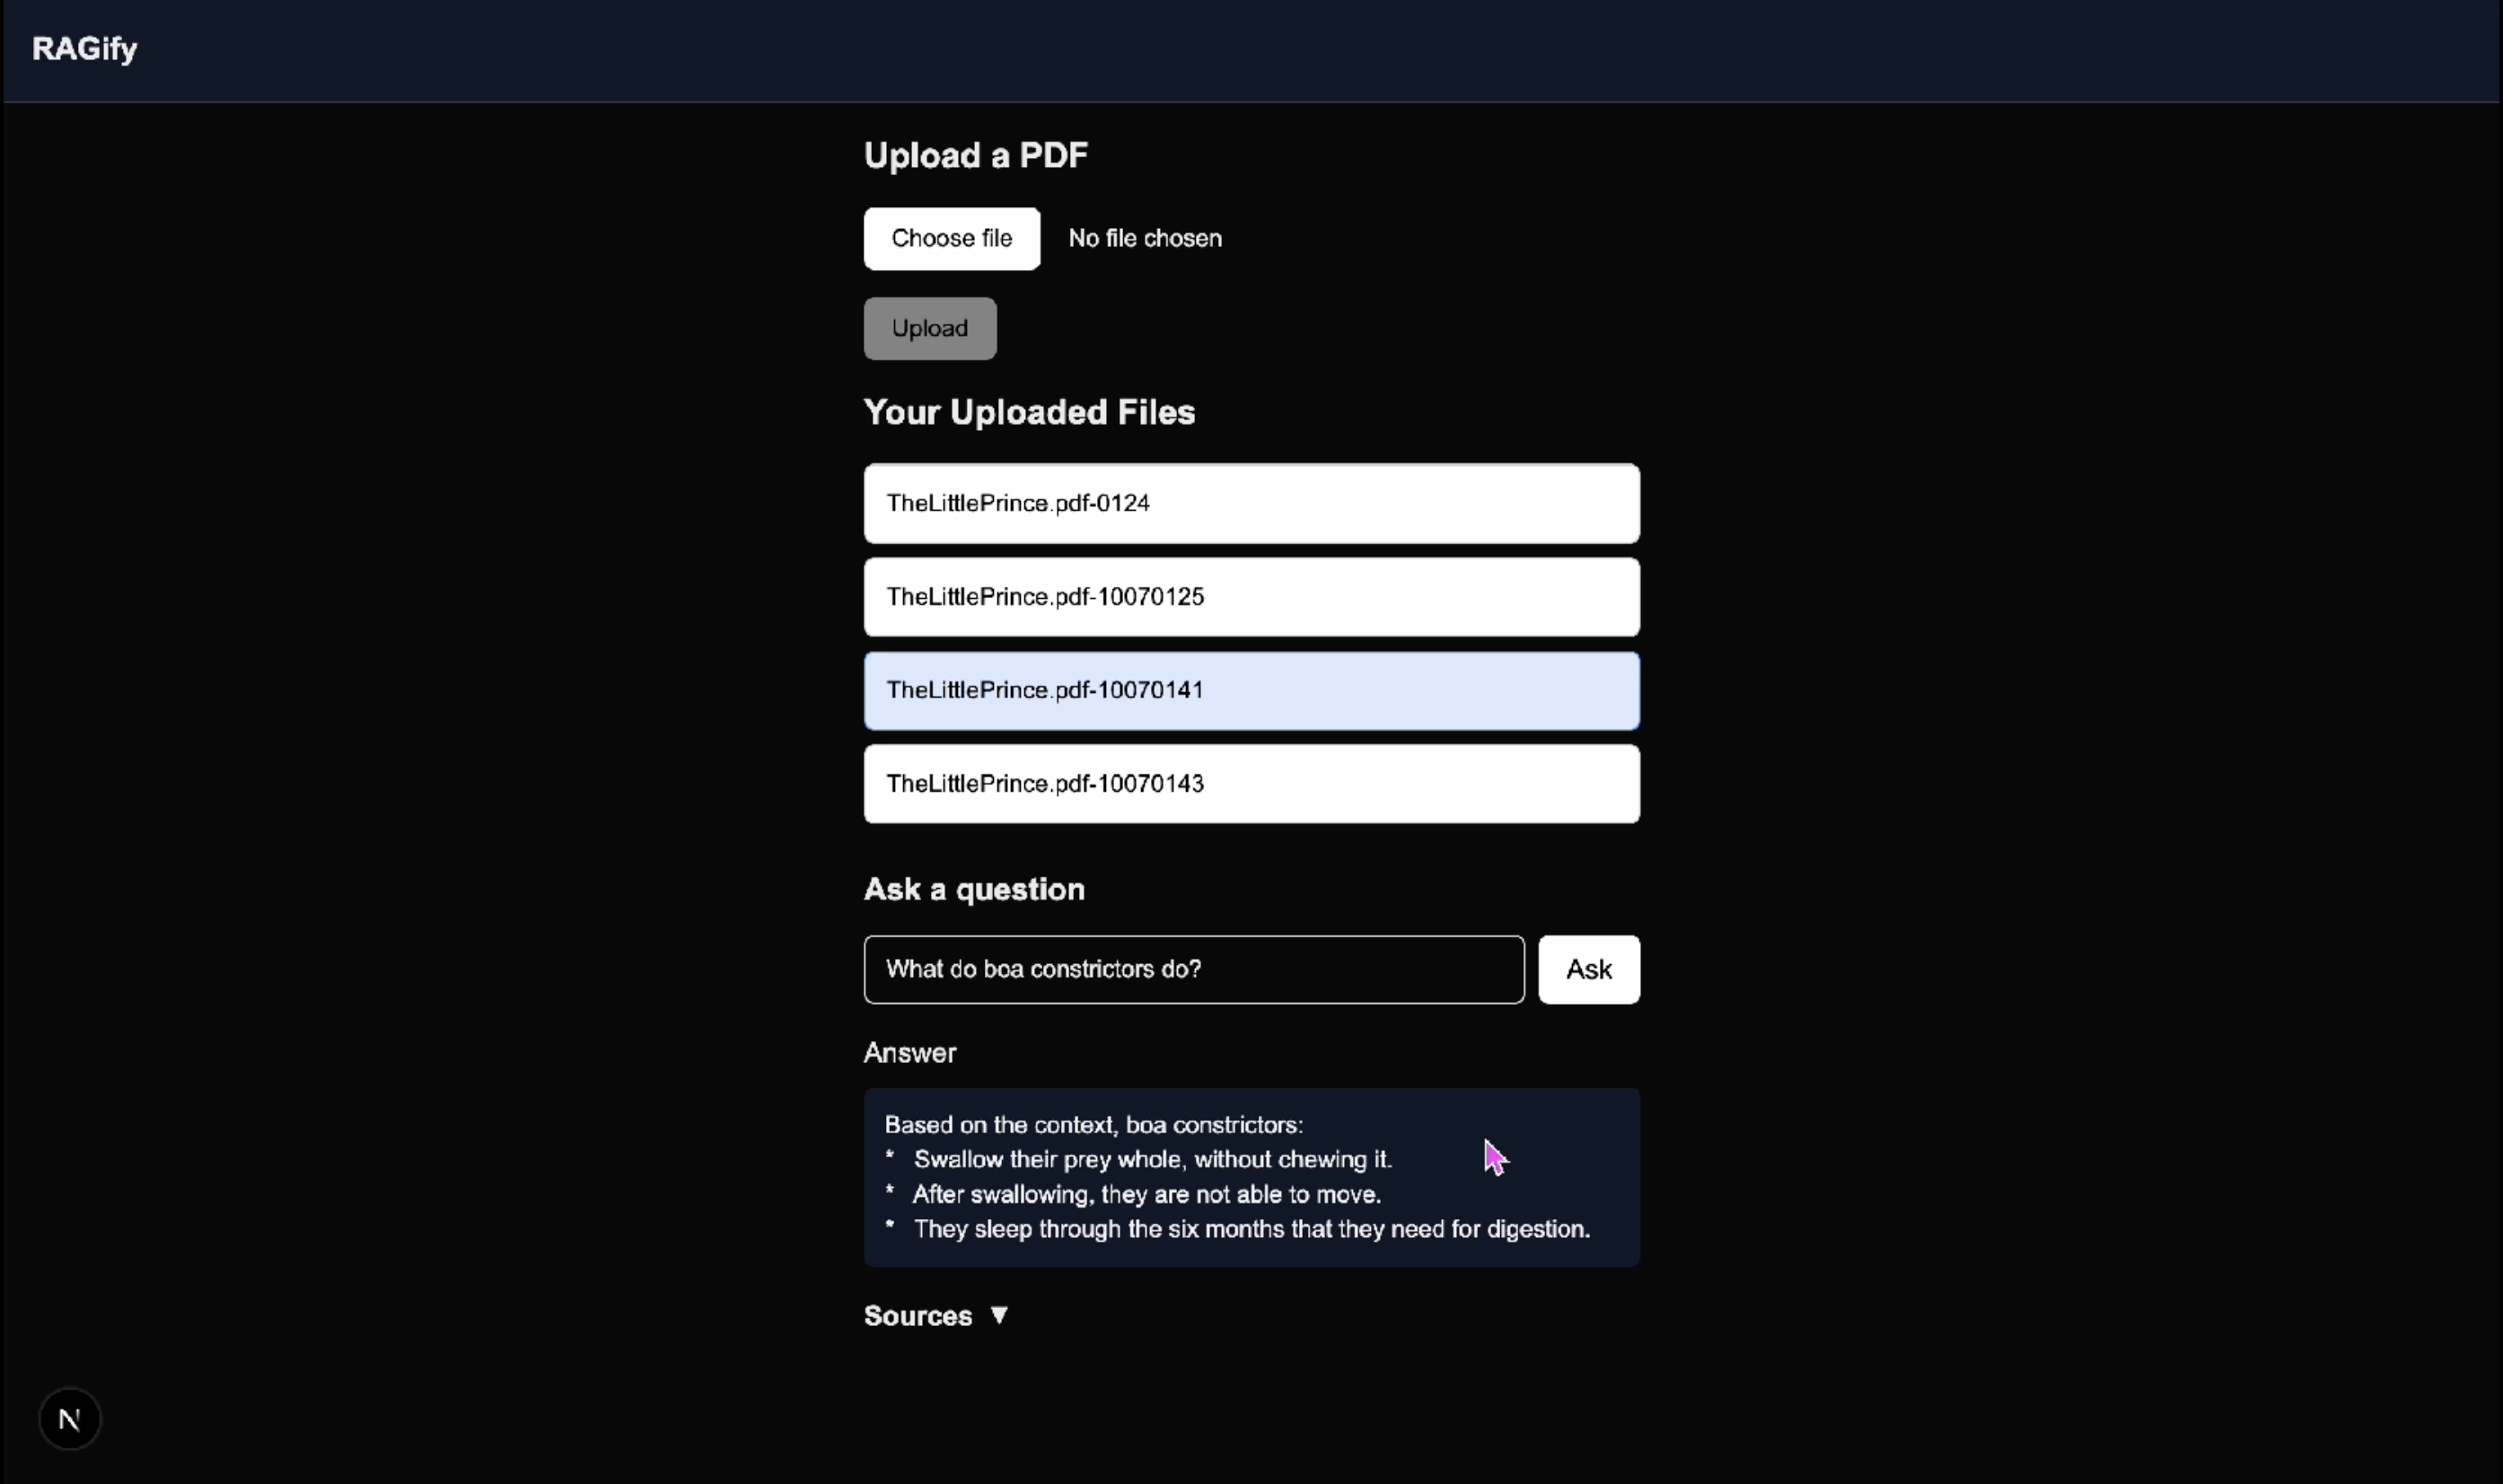 RAGify
Upload a PDF
Choose file No file chosen
Upload
Your Uploaded Files
TheLittlePrince.pdf-0124
TheLittlePrince.pdf-10070125
TheLittlePrince.pdf-10070141
TheLittlePrince.pdf-10070143
Ask a question
What do boa constrictors do? Ask
Answer
Based on the context, boa constrictors:
* Swallow their prey whole, without chewing it.
* After swallowing, they are not able to move.
* They sleep through the six months that they need for digestion.
Sources ▼
N